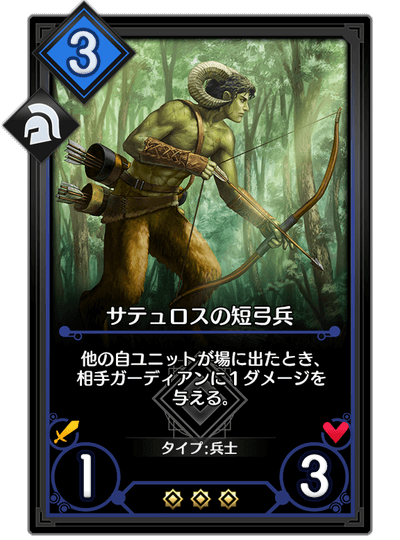 3
サテュロスの短弓兵
他の自ユニットが場に出たとき、
相手ガーディアンに1ダメージを
与える。
タイプ:兵士
1
3